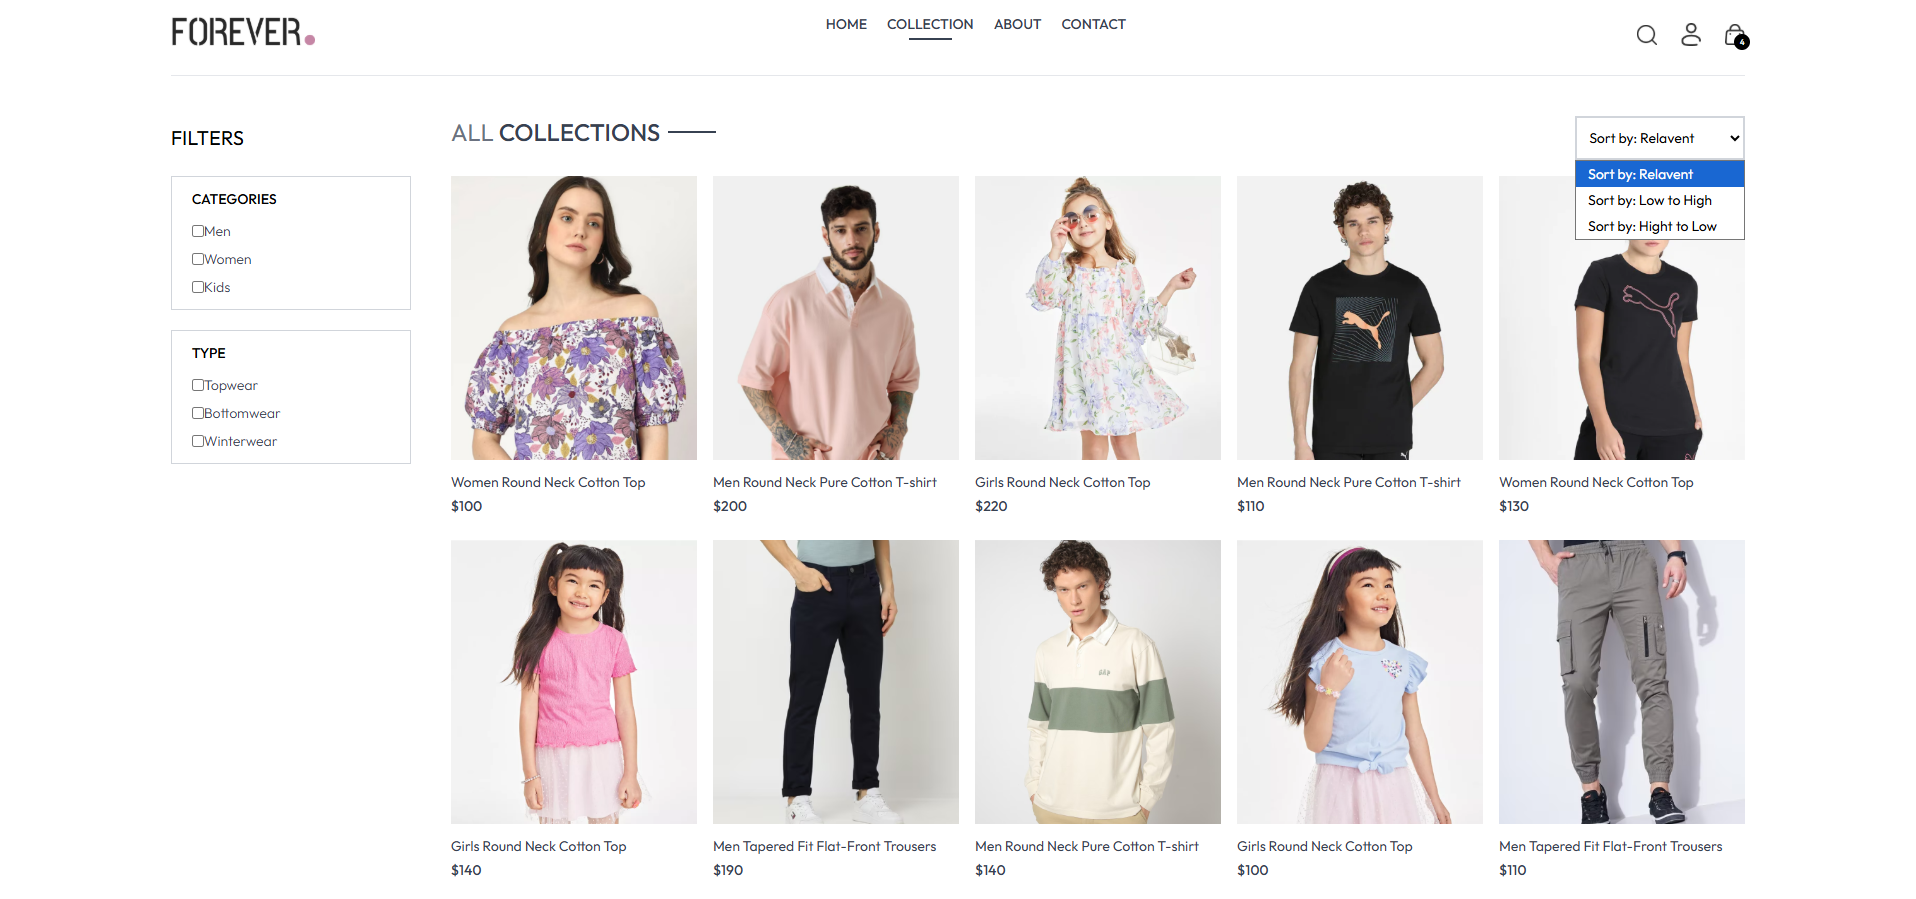 FOREVER.
HOME COLLECTION ABOUT CONTACT
4
FILTERS
CATEGORIES
Men
Women
Kids
TYPE
Topwear
Bottomwear
Winterwear
ALL COLLECTIONS
Sort by: Relavent
Sort by: Relavent
Sort by: Low to High
Sort by: Hight to Low
Women Round Neck Cotton Top
$100
Men Round Neck Pure Cotton T-shirt
$200
Girls Round Neck Cotton Top
$220
Men Round Neck Pure Cotton T-shirt
$110
Women Round Neck Cotton Top
$130
GAP
Girls Round Neck Cotton Top
$140
Men Tapered Fit Flat-Front Trousers
$190
Men Round Neck Pure Cotton T-shirt
$140
Girls Round Neck Cotton Top
$100
Men Tapered Fit Flat-Front Trousers
$110